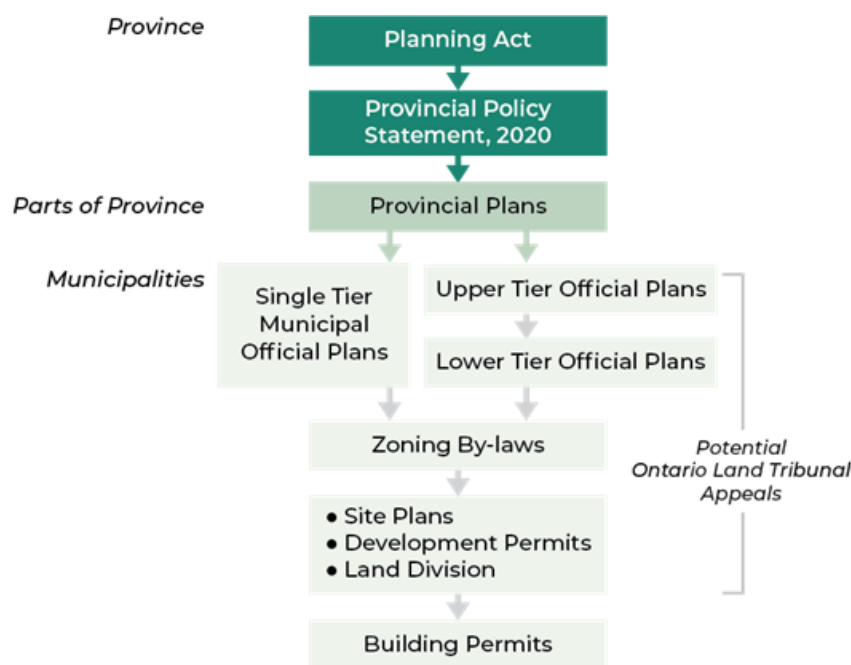 Province
Planning Act
Provincial Policy
Statement, 2020
Parts of Province
Provincial Plans
Municipalities
Single Tier
Municipal
Official Plans
Upper Tier Official Plans
Lower Tier Official Plans
Zoning By-laws
Potential
Ontario Land Tribunal
Appeals
● Site Plans
● Development Permits
● Land Division
Building Permits